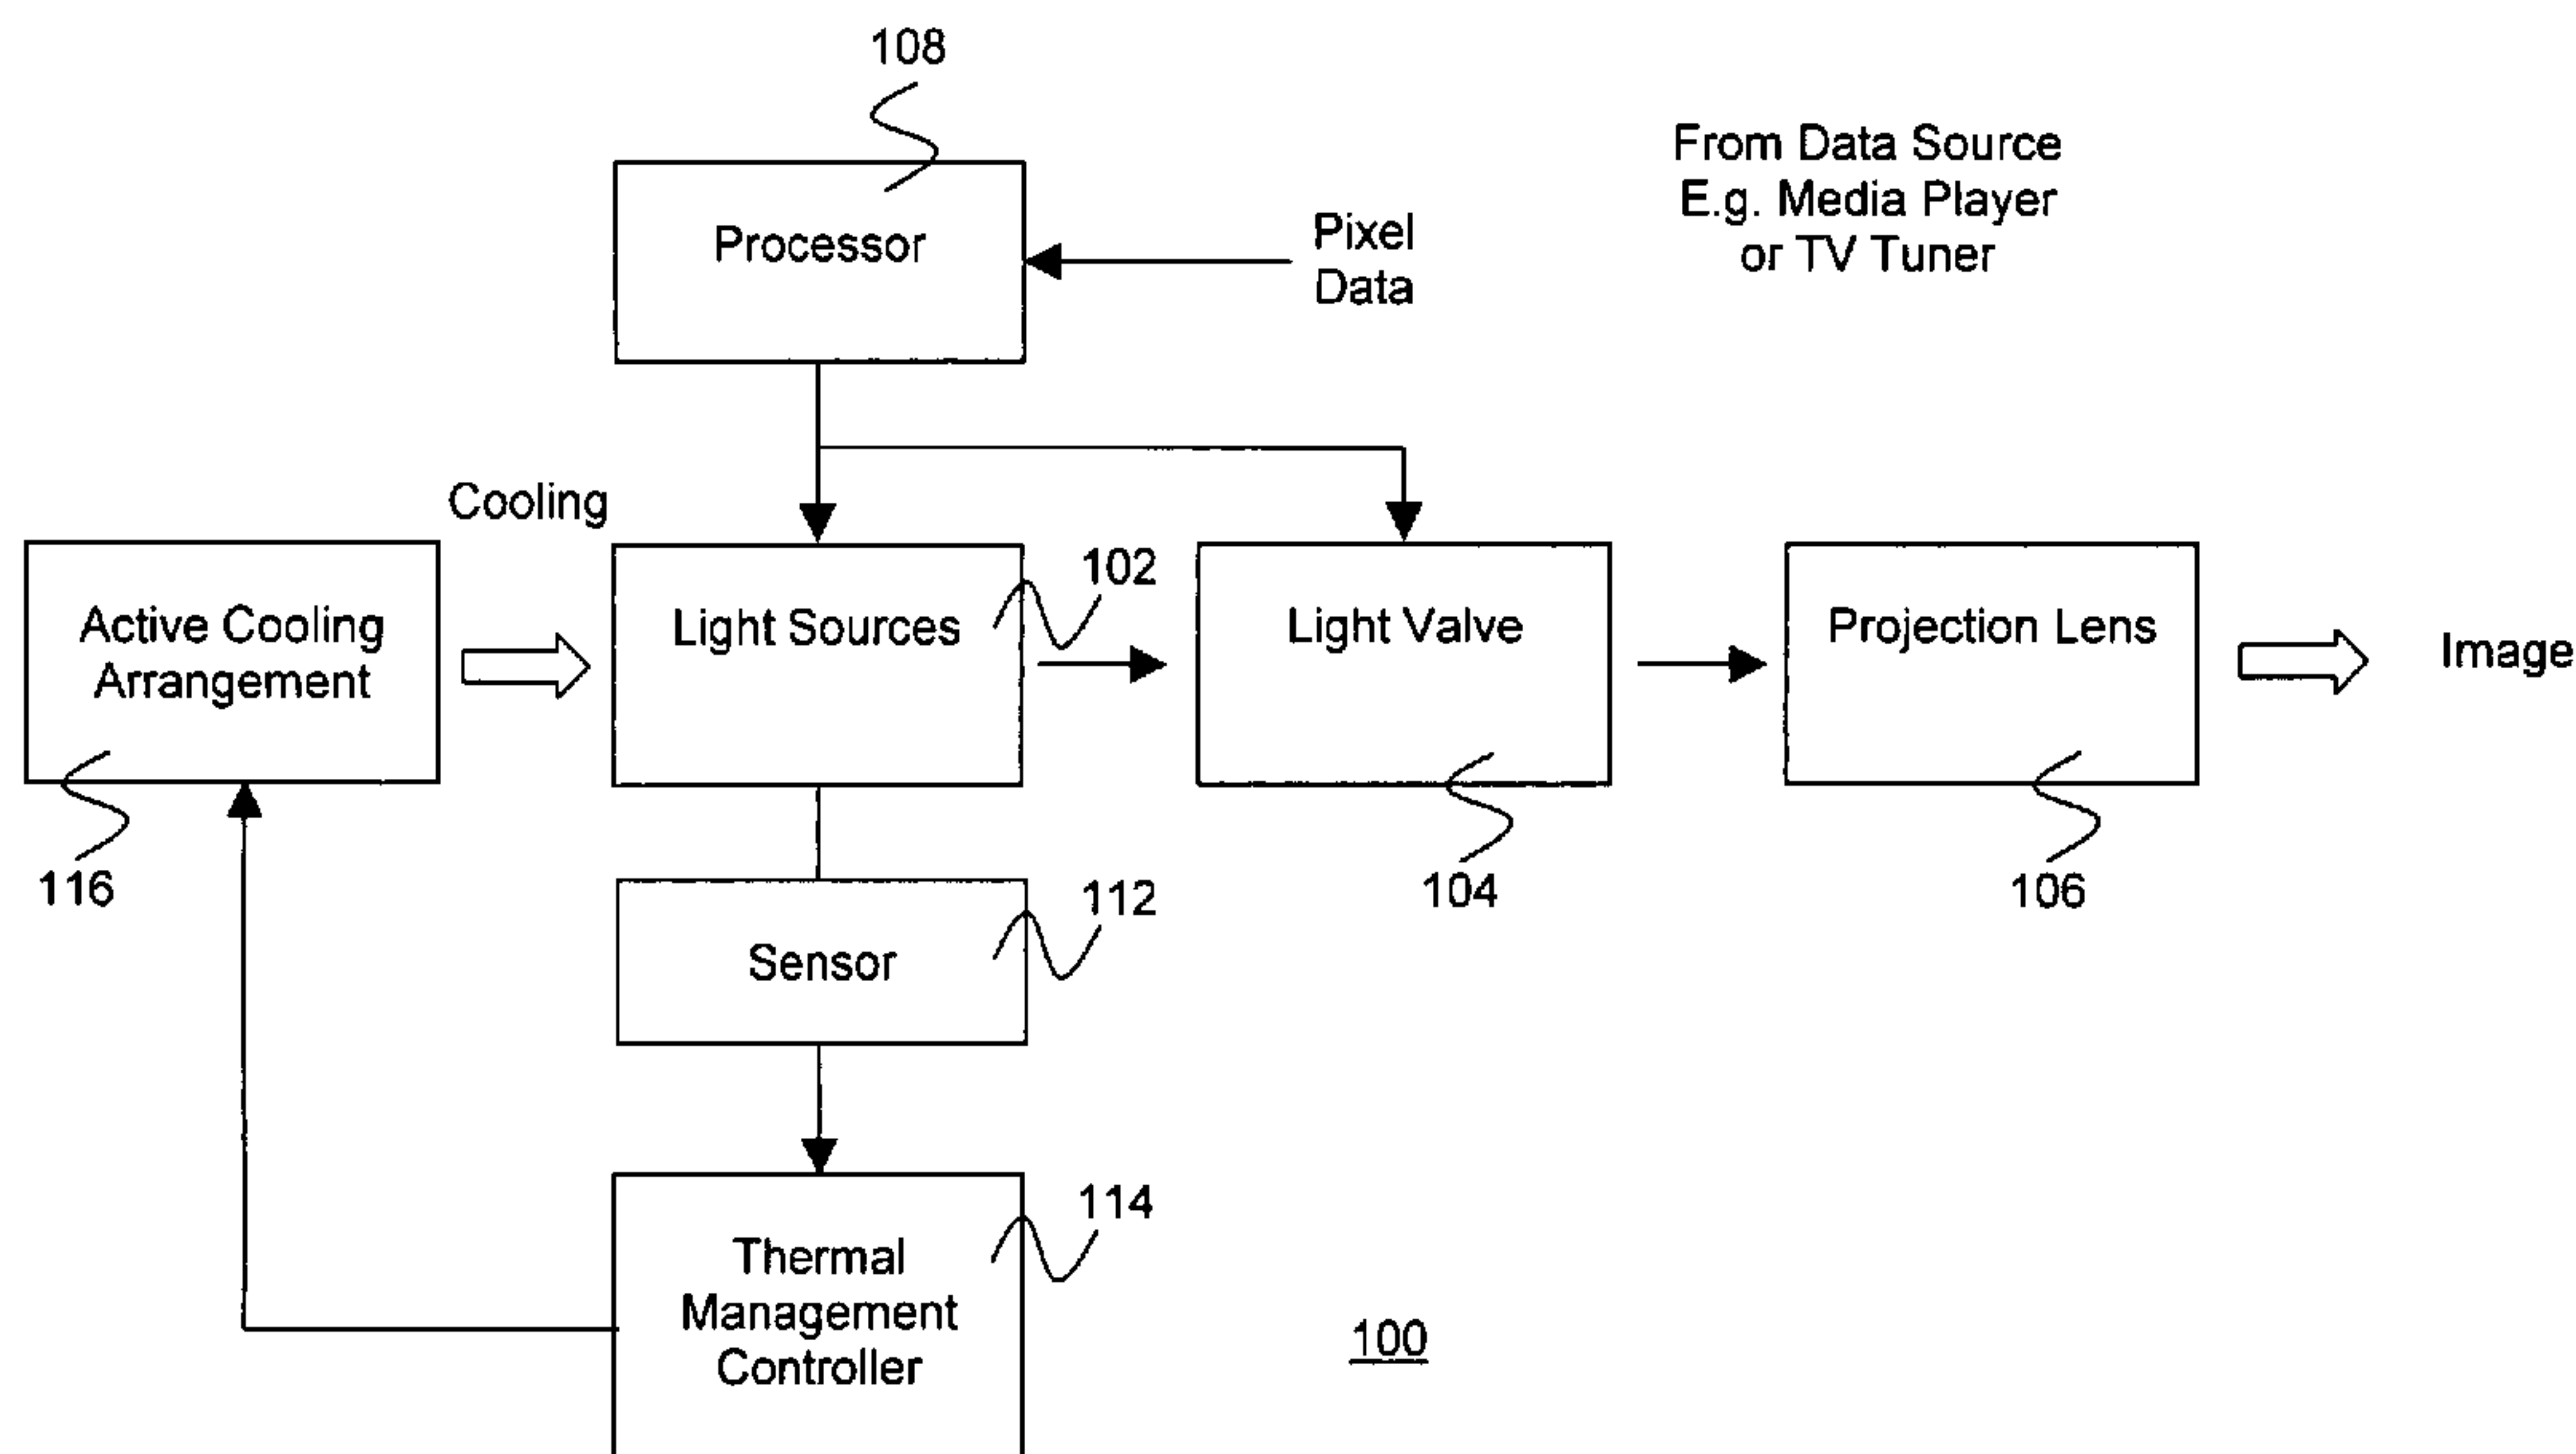 108
From Data Source
E.g. Media Player
or TV Tuner
Processor
Pixel
Data
Cooling
102
Active Cooling
Arrangement
Light Sources
Light Valve
Projection Lens
Image
116
112
104
106
Sensor
114
Thermal
Management
Controller
100